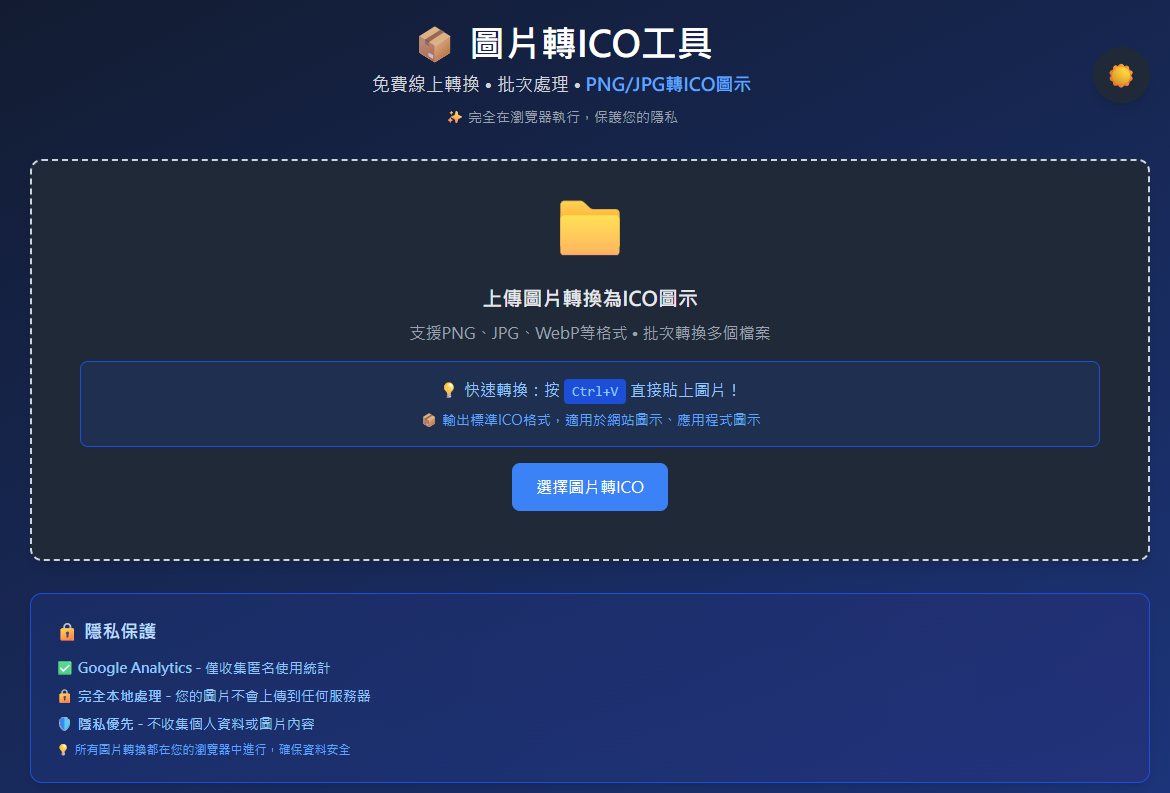 圖片轉ICO工具
免費線上轉換 • 批次處理 • PNG/JPG轉ICO圖示
完全在瀏覽器執行，保護您的隱私
上傳圖片轉換為ICO圖示
支援PNG、JPG、WebP等格式 • 批次轉換多個檔案
快速轉換：按 Ctrl+V 直接貼上圖片！
輸出標準ICO格式，適用於網站圖示、應用程式圖示
選擇圖片轉ICO
隱私保護
Google Analytics - 僅收集匿名使用統計
完全本地處理 - 您的圖片不會上傳到任何服務器
隱私優先 - 不收集個人資料或圖片內容
所有圖片轉換都在您的瀏覽器中進行，確保資料安全